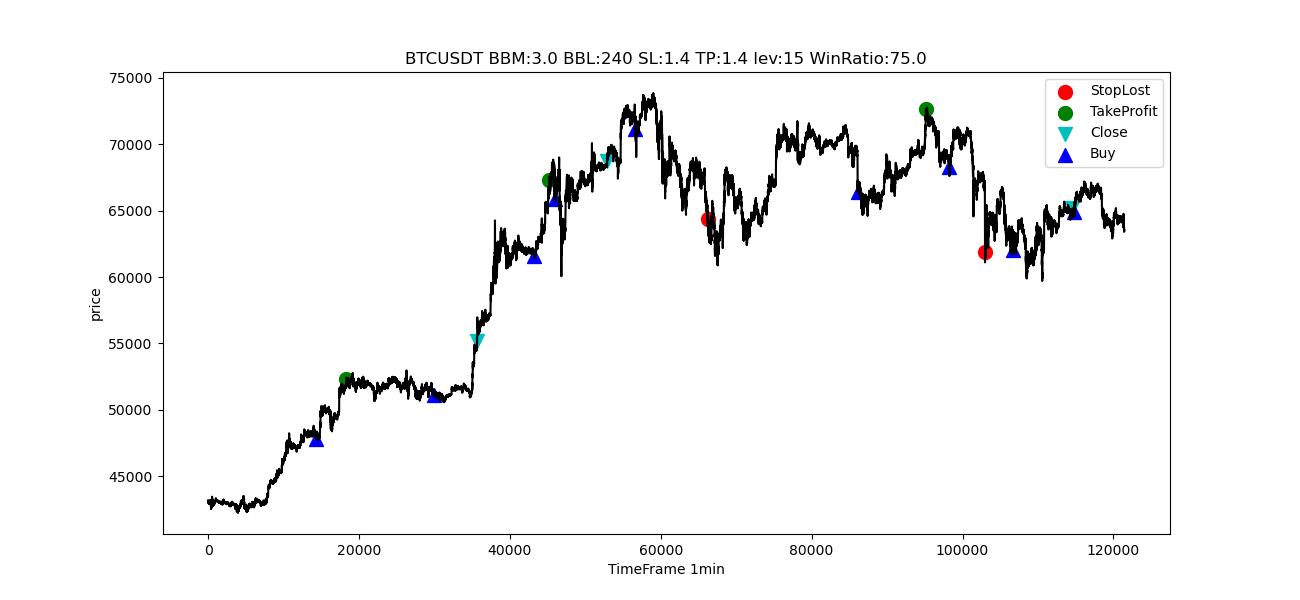 BTCUSDT BBM:3.0 BBL:240 SL:1.4 TP:1.4 lev:15 WinRatio:75.0
75000
70000
65000
60000
55000
50000
45000
price
StopLost
TakeProfit
Close
Buy
0 20000 40000 60000 80000 100000 120000
TimeFrame 1min